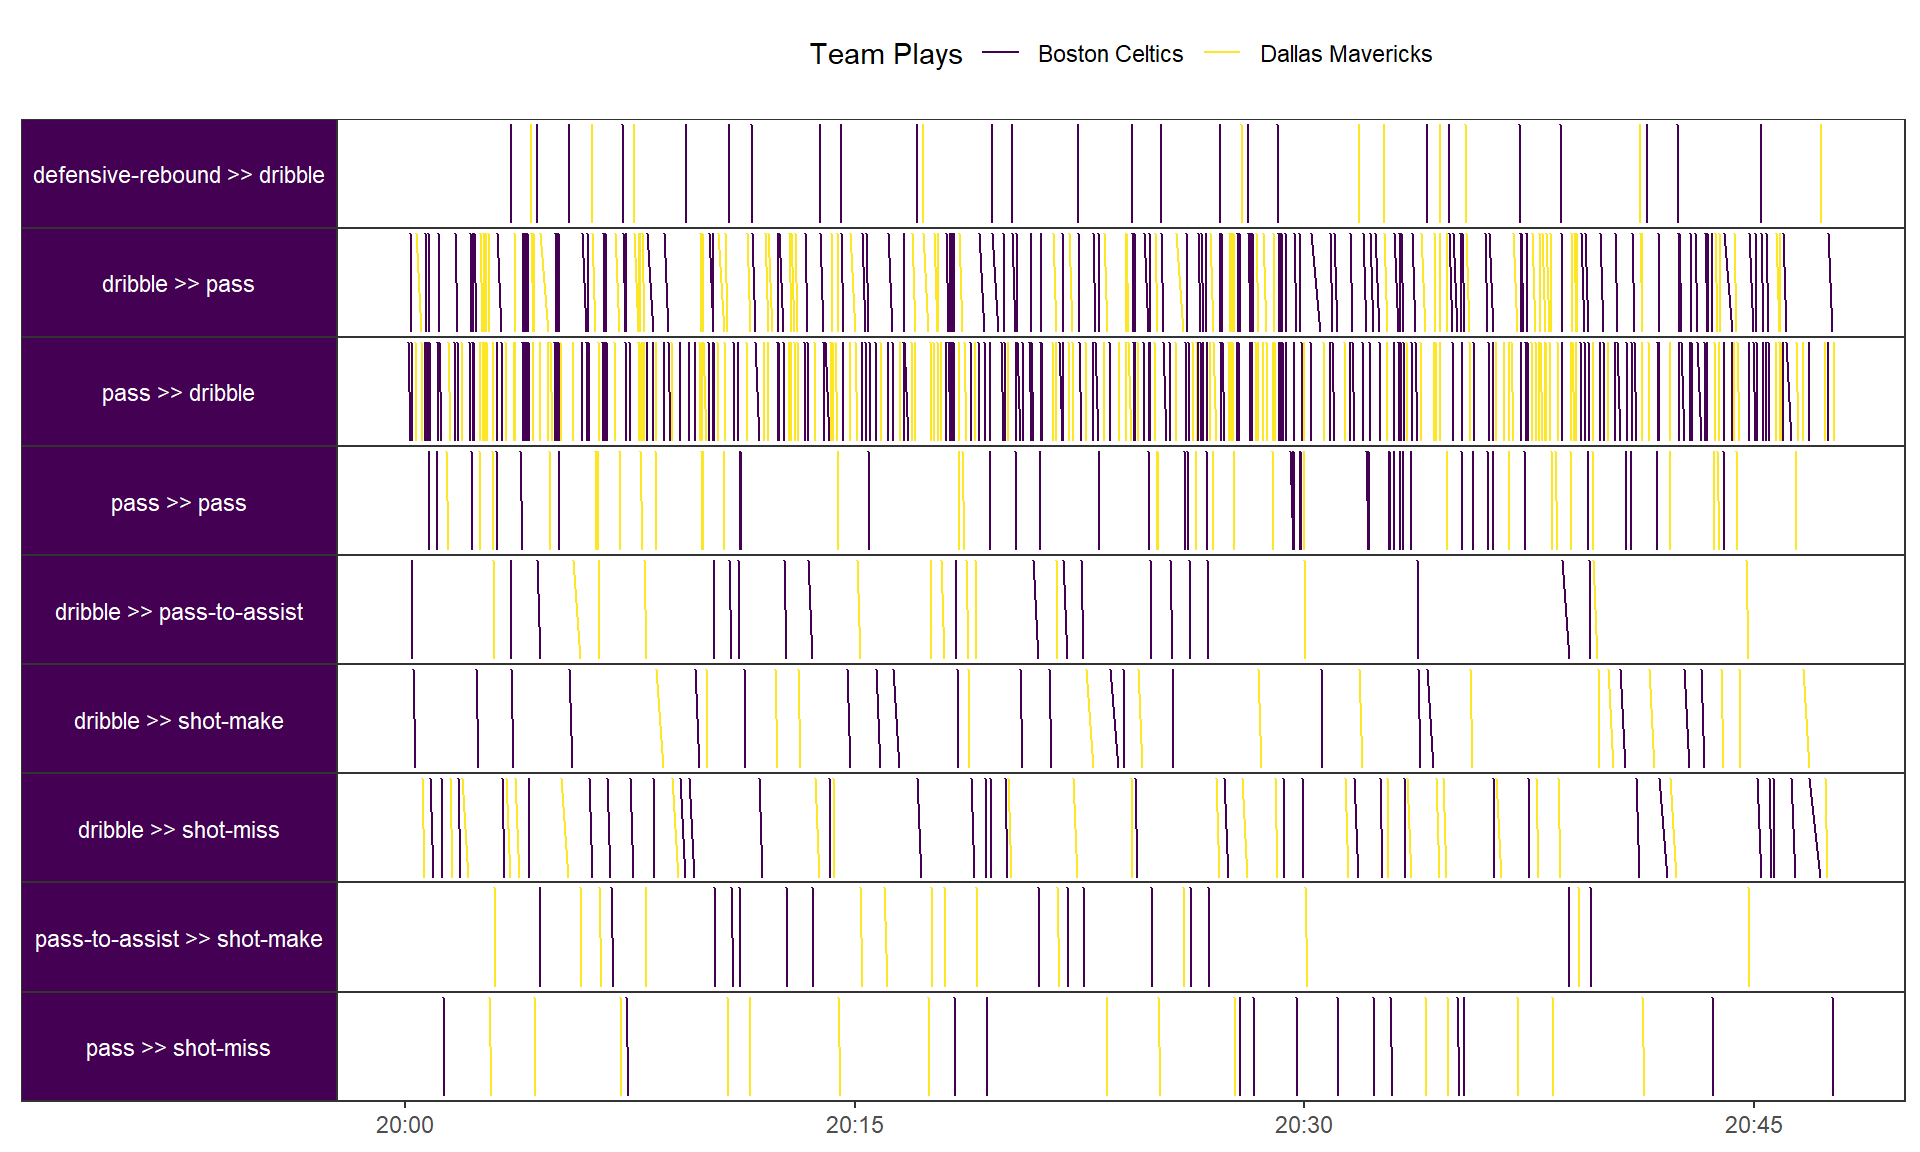 Team Plays Boston Celtics Dallas Mavericks
defensive-rebound >> dribble
dribble >> pass
pass >> dribble
pass >> pass
dribble >> pass-to-assist
dribble >> shot-make
dribble >> shot-miss
pass-to-assist >> shot-make
pass >> shot-miss
20:00 20:15 20:30 20:45